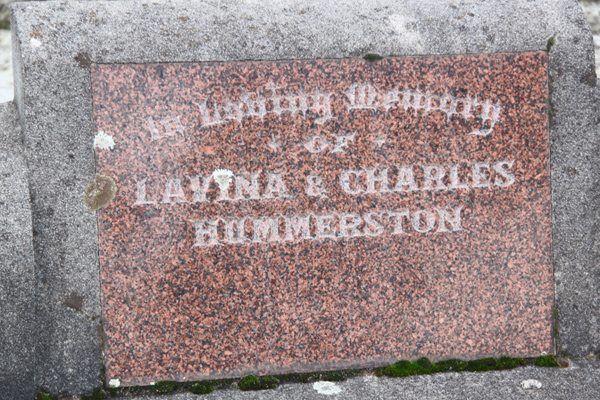 In Loving Memory
OF
LAVINA & CHARLES
HUMMERSTON